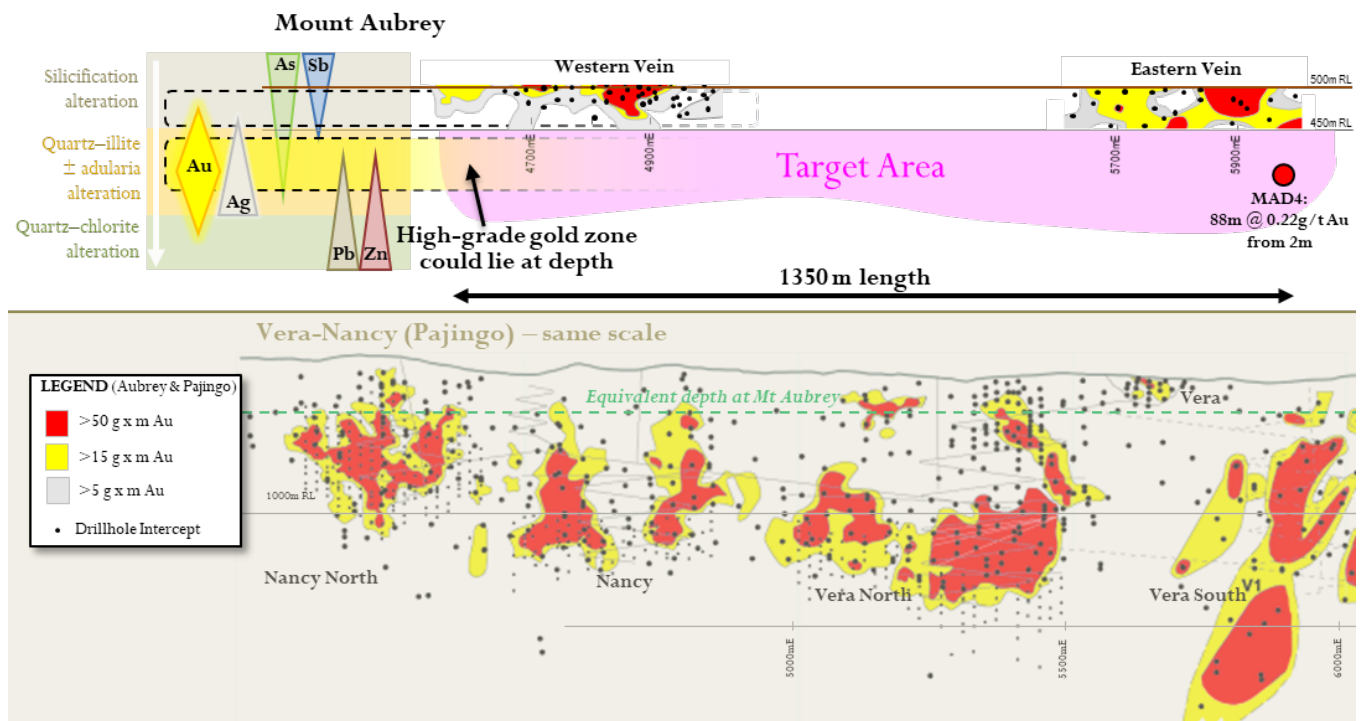 Mount Aubrey
As
Sb
Western Vein
Eastern Vein
Silicification
alteration
500m RL
450m RL
Quartz–illite
± adularia
alteration
Au
Ag
4700mE
4900mE
Target Area
5700mE
5900mE
MAD4:
88m @ 0.22g/t Au
from 2m
Quartz–chlorite
alteration
Pb
Zn
High-grade gold zone
could lie at depth
1350 m length
Vera-Nancy (Pajingo) – same scale
LEGEND (Aubrey & Pajingo)
>50 g x m Au
>15 g x m Au
>5 g x m Au
Drillhole Intercept
Equivalent depth at Mt Aubrey
Vera
1000m RL
Nancy North
Nancy
Vera North
Vera South
V1
5000mE
5500mE
6000mE